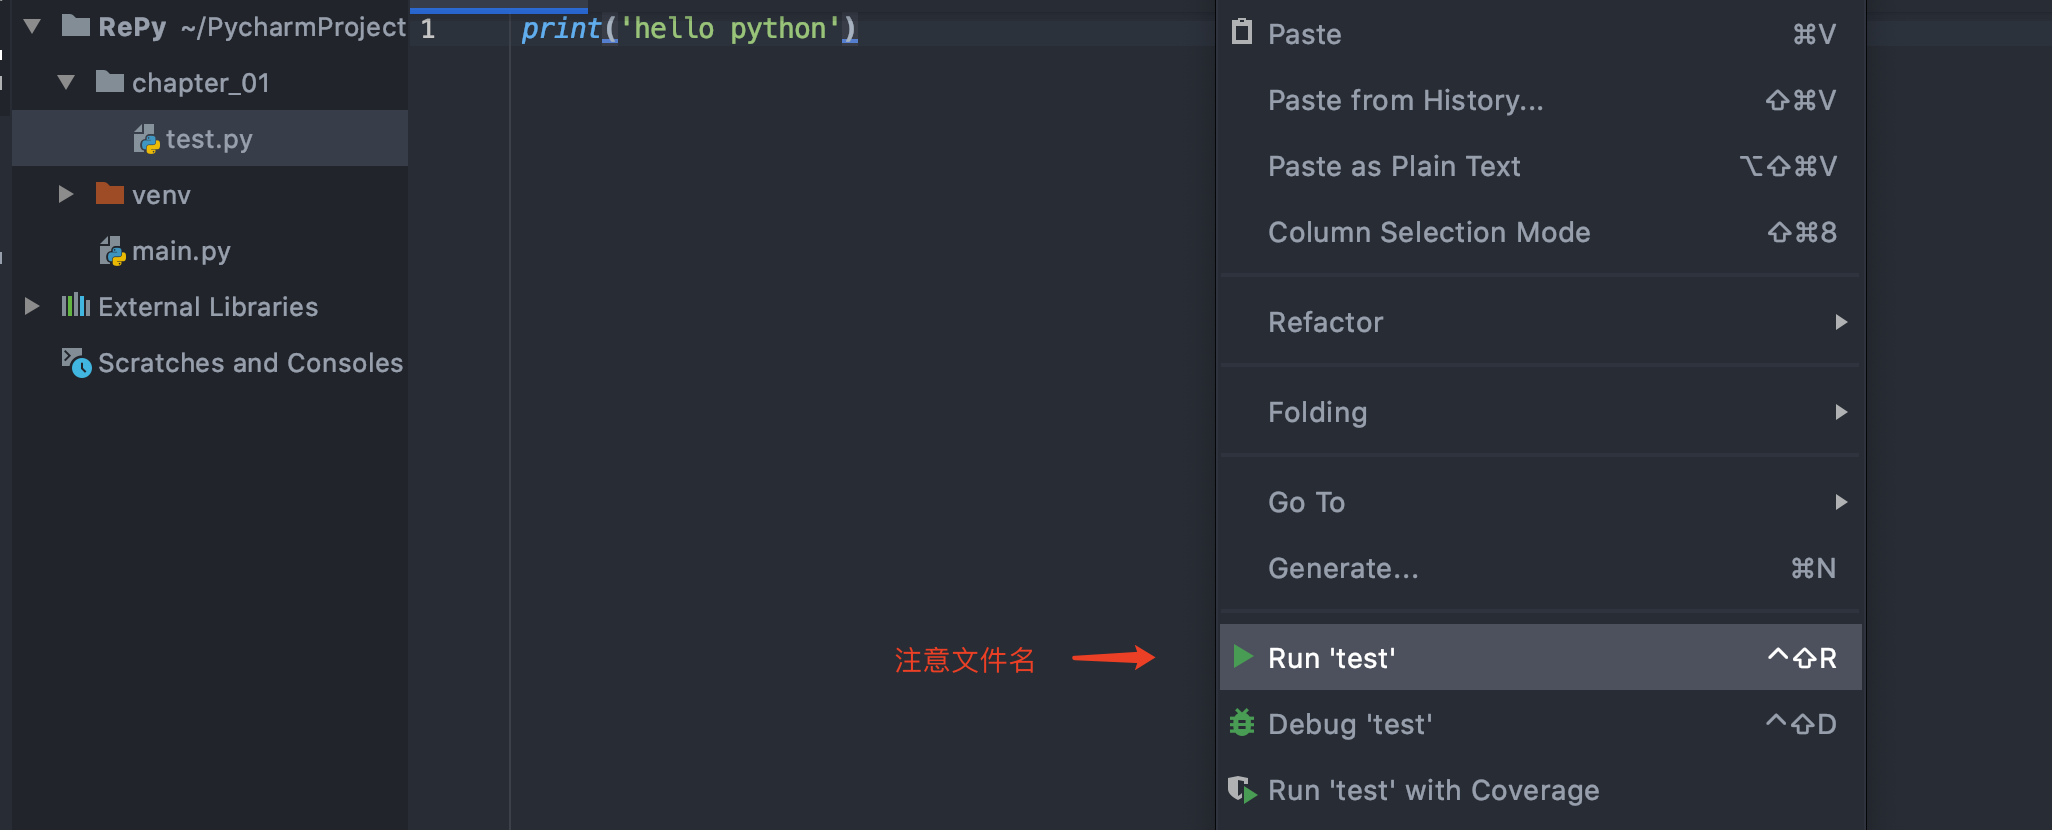 RePy ~/PycharmProject
chapter_01
test.py
venv
main.py
External Libraries
Scratches and Consoles
1 print('hello python')
注意文件名
Paste ⌘V
Paste from History... ⇧⌘V
Paste as Plain Text ⌥⇧⌘V
Column Selection Mode ⇧⌘8
Refactor
Folding
Go To
Generate... ⌘N
Run 'test' ^⇧R
Debug 'test' ^⇧D
Run 'test' with Coverage